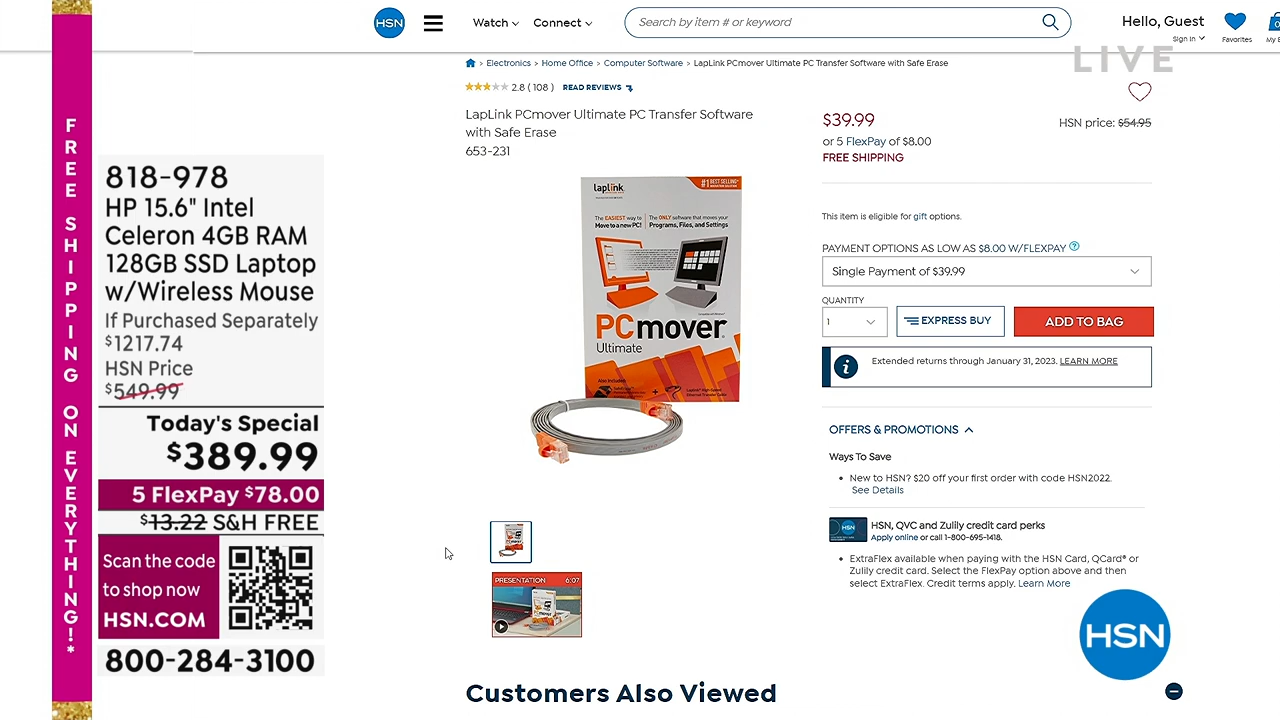 FREE SHIPPING ON EVERYTHING!*
818-978
HP 15.6" Intel
Celeron 4GB RAM
128GB SSD Laptop
w/Wireless Mouse
If Purchased Separately
$1217.74
HSN Price
$549.99
Today's Special
$389.99
5 FlexPay $78.00
$13.22 S&H FREE
Scan the code
to shop now
HSN.COM
800-284-3100
HSN
Watch
Connect
Search by item # or keyword
Hello, Guest
Sign In
Favorites
LIVE
> Electronics > Home Office > Computer Software > LapLink PCmover Ultimate PC Transfer Software with Safe Erase
2.8 ( 108 ) READ REVIEWS
LapLink PCmover Ultimate PC Transfer Software
with Safe Erase
653-231
laplink
#1 BEST SELLING
The EASIEST way to
Move to a new PC!
The ONLY software that moves your
Programs, Files, and Settings
PCmover
Ultimate
Also Includes:
PRESENTATION 6:07
PCmover
$39.99
HSN price: $54.95
or 5 FlexPay of $8.00
FREE SHIPPING
This item is eligible for gift options.
PAYMENT OPTIONS AS LOW AS $8.00 W/FLEXPAY ?
Single Payment of $39.99
QUANTITY
1
EXPRESS BUY
ADD TO BAG
Extended returns through January 31, 2023. LEARN MORE
OFFERS & PROMOTIONS
Ways To Save
• New to HSN? $20 off your first order with code HSN2022.
See Details
HSN, QVC and Zulily credit card perks
Apply online or call 1-800-695-1418.
• ExtraFlex available when paying with the HSN Card, QCard® or
Zulily credit card. Select the FlexPay option above and then
select ExtraFlex. Credit terms apply. Learn More
HSN
Customers Also Viewed